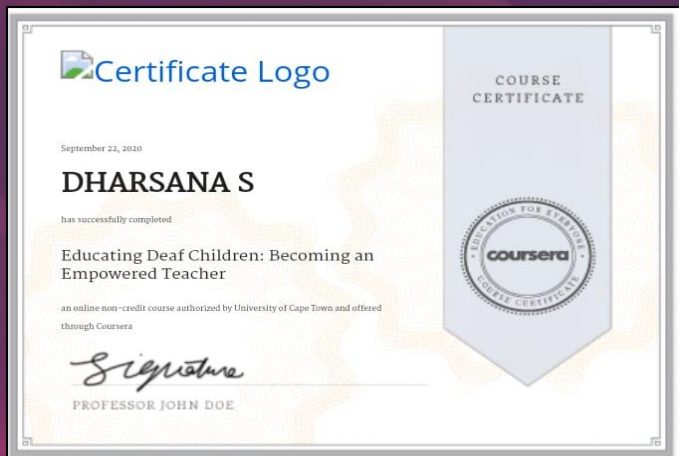 Certificate Logo
COURSE
CERTIFICATE
September 22, 2020
DHARSANA S
has successfully completed
Educating Deaf Children: Becoming an
Empowered Teacher
an online non-credit course authorized by University of Cape Town and offered
through Coursera
EDUCATION FOR EVERYONE
coursera
COURSE CERTIFICATE
Signature
PROFESSOR JOHN DOE